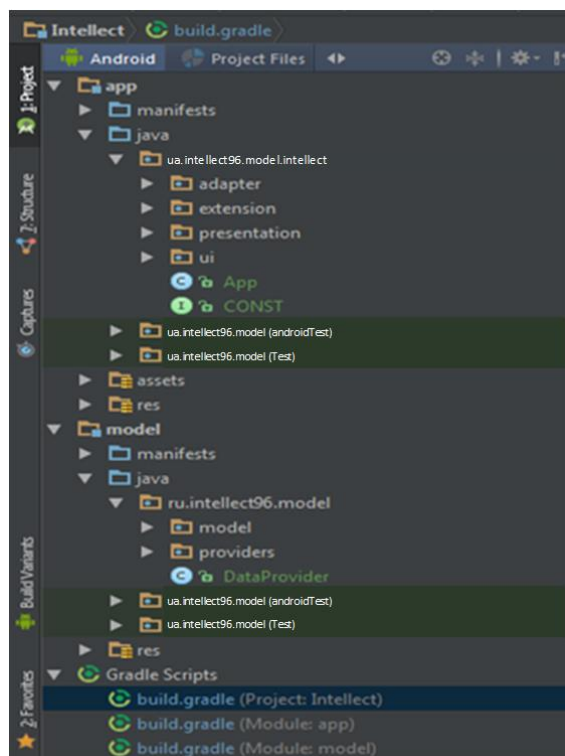 Intellect build.gradle
Android Project Files
1: Project
7: Structure
Captures
Build Variants
2: Favorites
app
manifests
java
ua.intellect96.model.intellect
adapter
extension
presentation
ui
C App
I CONST
ua.intellect96.model (androidTest)
ua.intellect96.model (Test)
assets
res
model
manifests
java
ru.intellect96.model
model
providers
C DataProvider
ua.intellect96.model (androidTest)
ua.intellect96.model (Test)
res
Gradle Scripts
build.gradle (Project: Intellect)
build.gradle (Module: app)
build.gradle (Module: model)